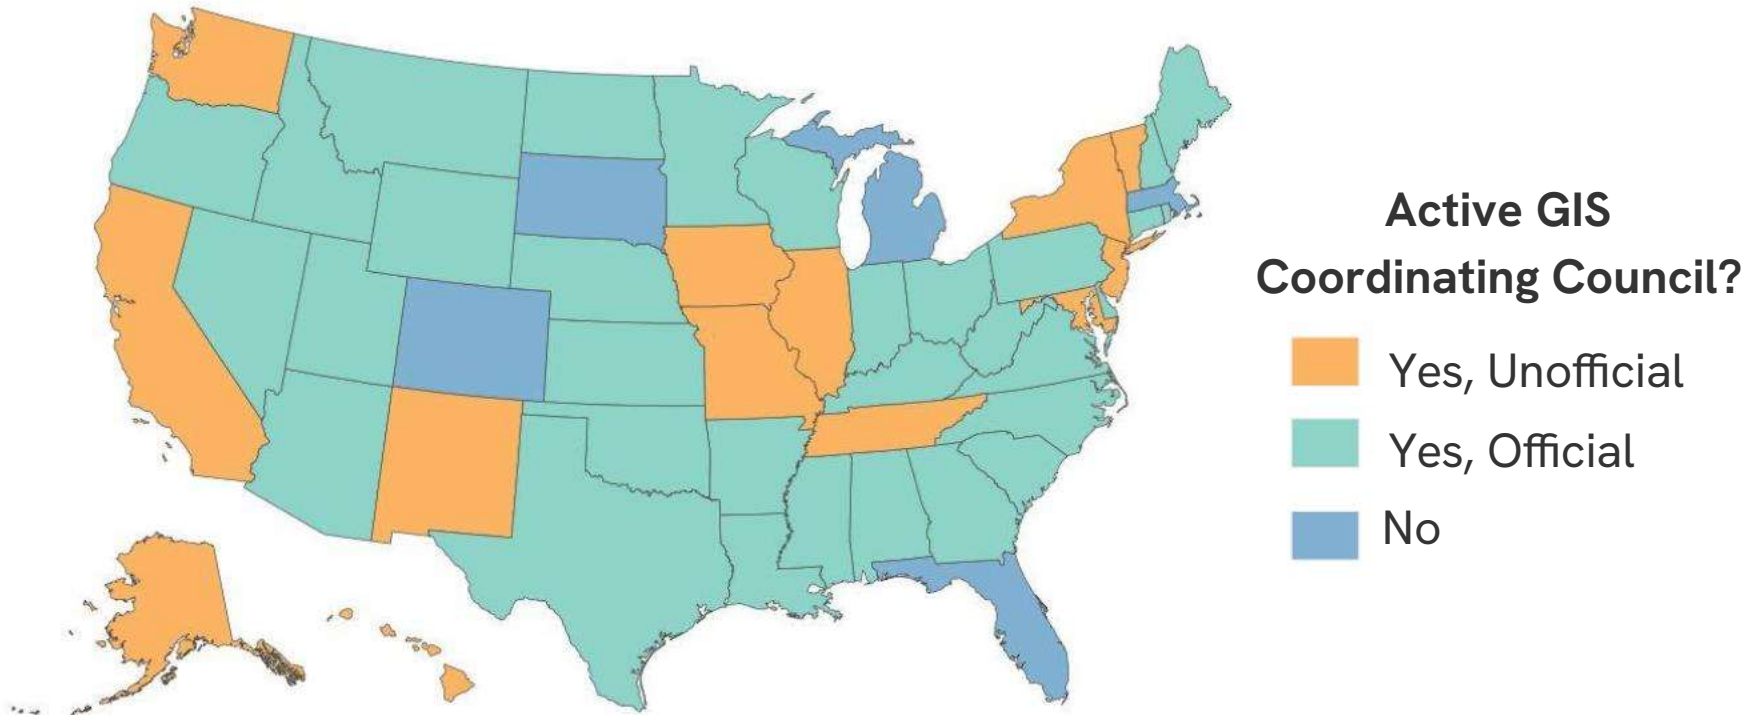 Active GIS
Coordinating Council?
Yes, Unofficial
Yes, Official
No